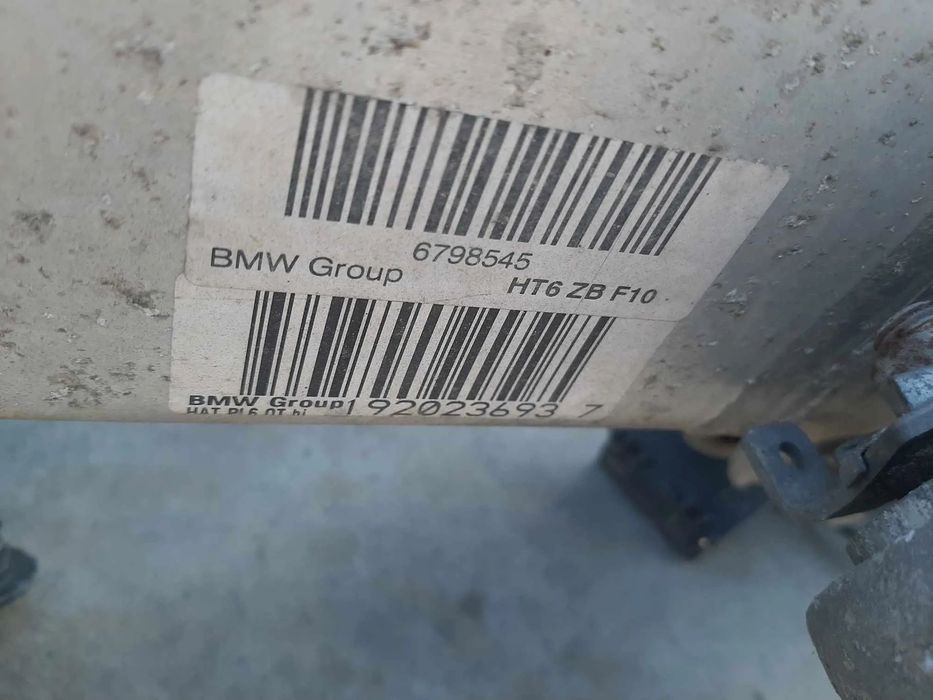 6798545
BMW Group
HT6 ZB F10
BMW Group
192023693 7